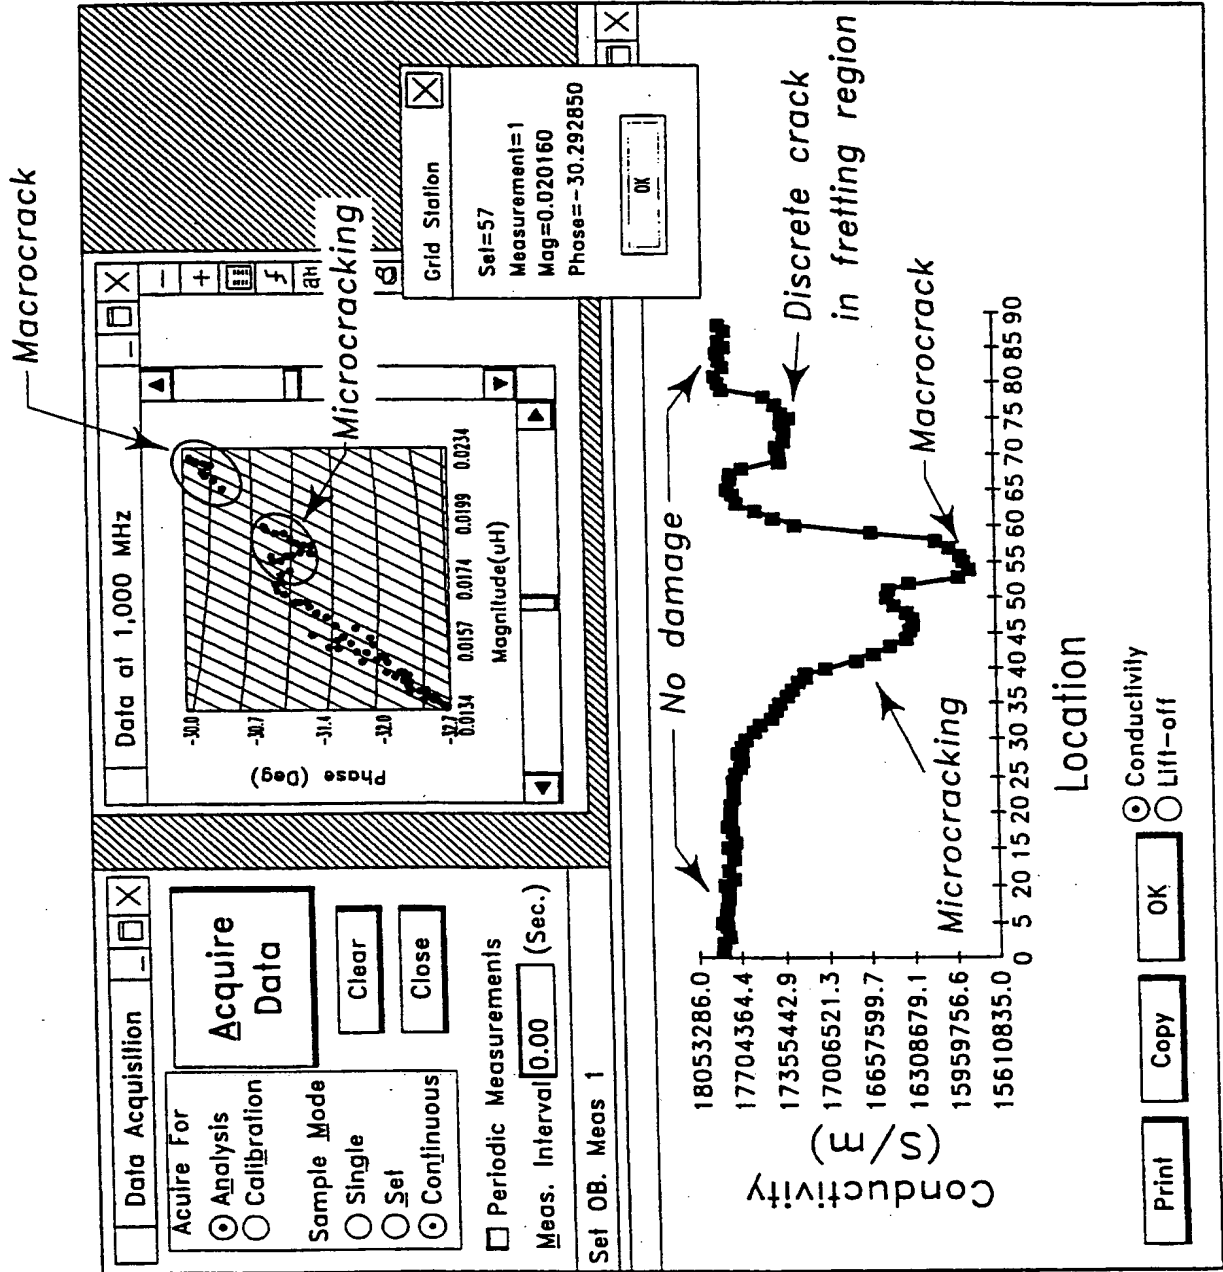 Data Acquisition
Acuire For
Analysis
Calibration
Sample Mode
Single
Set
Continuous
Acquire
Data
Clear
Close
Periodic Measurements
Meas. Interval 0.00 (Sec.)
Set OB. Meas 1
Data at 1,000 MHz
Phase (Deg)
-30.0
-30.7
-31.4
-32.0
-32.7
0.0134
0.0157
0.0174
0.0199
0.0234
Magnitude(uH)
Macrocrack
Microcracking
Grid Station
Set=57
Measurement=1
Mag=0.020160
Phase=-30.292850
OK
Conductivity
(S/m)
18053286.0
17704364.4
17355442.9
17006521.3
16657599.7
16308679.1
15959756.6
15610835.0
0 5 20 15 20 25 30 35 40 45 50 55 60 65 70 75 80 85 90
Location
No damage
Microcracking
Macrocrack
Discrete crack
in fretting region
Print
Copy
OK
Conductivity
Lift-off